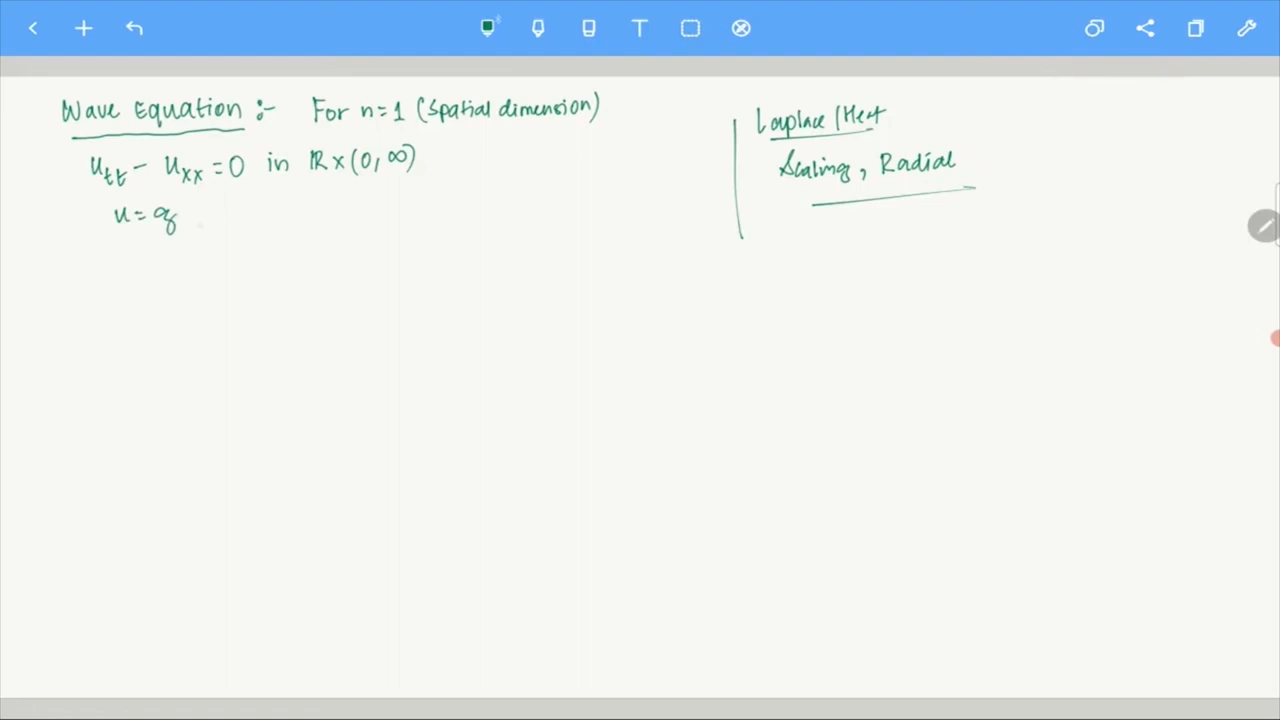 Wave Equation :- For n=1 (Spatial dimension)
u_tt - u_xx = 0 in ℝ×(0,∞)
u = g
Laplace/Heat
Scaling, Radial
T